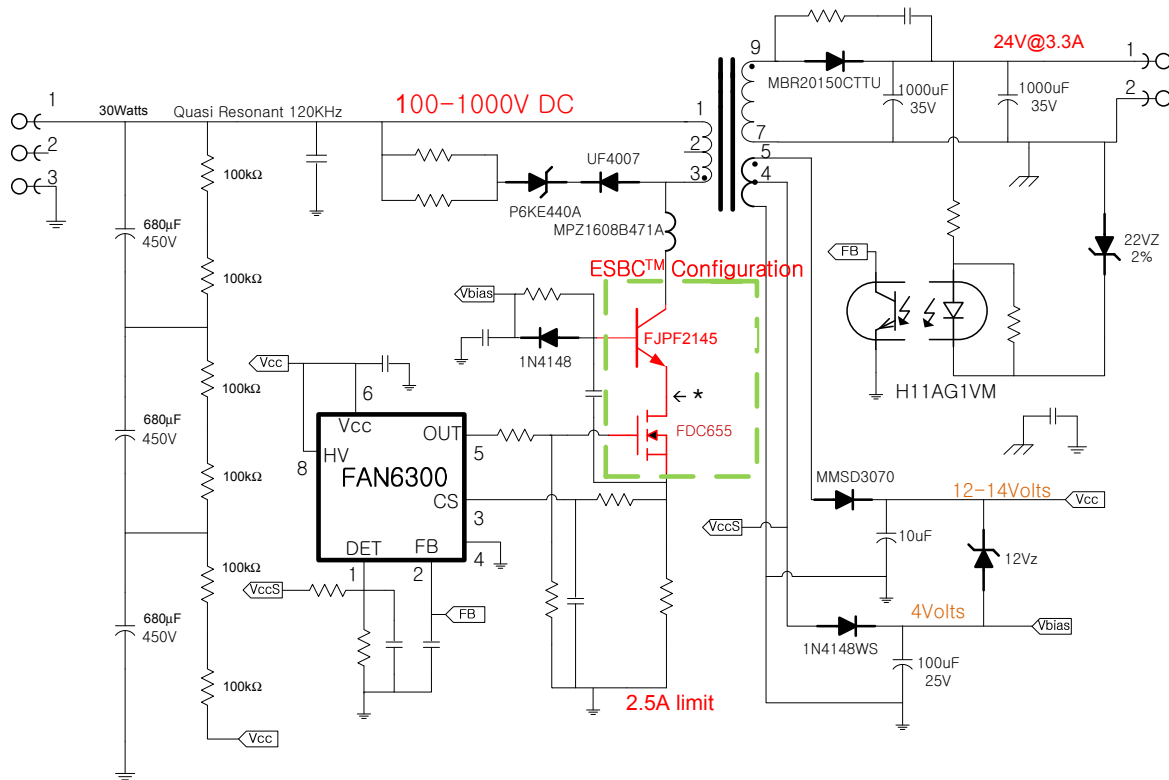 9
24V@3.3A
1
MBR20150CTTU
1000uF
35V
1000uF
35V
2
1
30Watts
Quasi Resonant 120KHz
100-1000V DC
1
7
2
2
5
3
UF4007
3
4
100kΩ
P6KE440A
MPZ1608B471A
680µF
450V
22VZ
2%
FB
ESBC™ Configuration
100kΩ
Vbias
FJPF2145
1N4148
Vcc
H11AG1VM
100kΩ
6
← *
Vcc
OUT
FDC655
680µF
450V
5
8
HV
FAN6300
100kΩ
MMSD3070
12-14Volts
CS
Vcc
3
VccS
10uF
DET
FB
4
12Vz
100kΩ
1
2
VccS
4Volts
FB
Vbias
680µF
450V
1N4148WS
100uF
25V
100kΩ
2.5A limit
Vcc